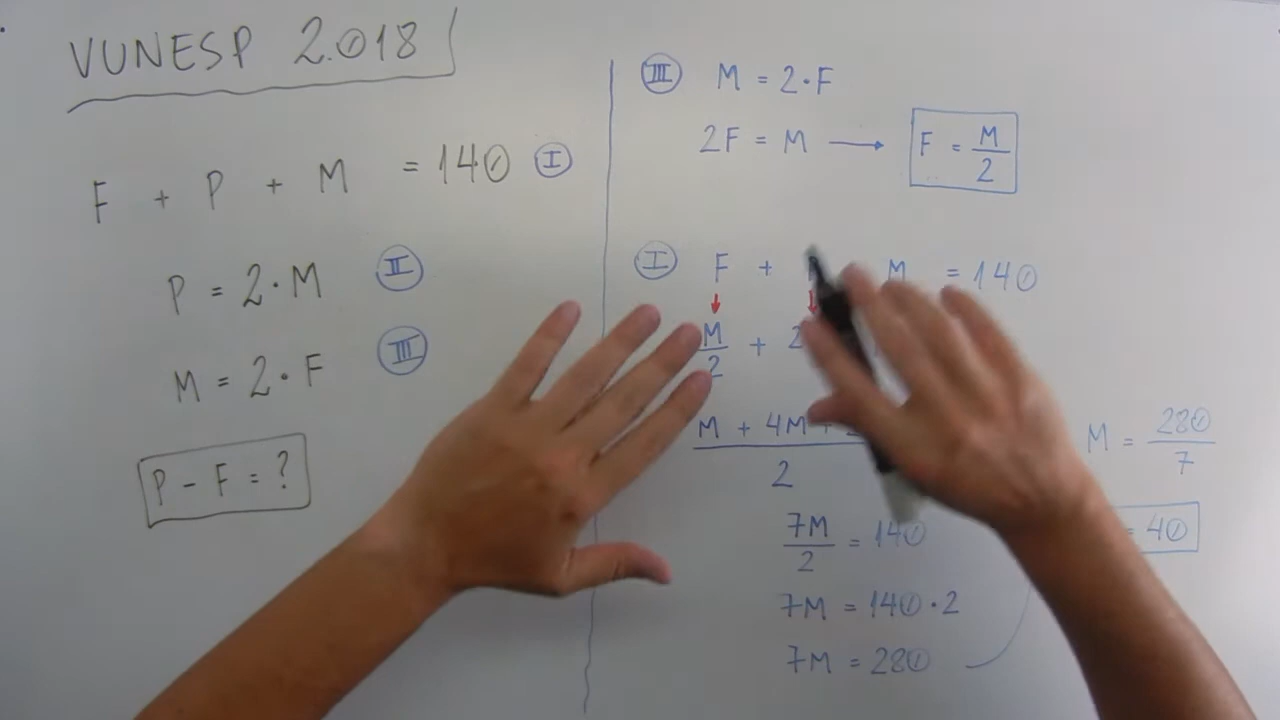 VUNESP 2018
F + P + M = 140 I
P = 2·M II
M = 2·F III
P - F = ?
III M = 2·F
2F = M → F = M/2
I F + M = 140
M/2 + 2
M + 4M +
2
7M/2 = 140
7M = 140·2
7M = 280
M = 280/7
= 40